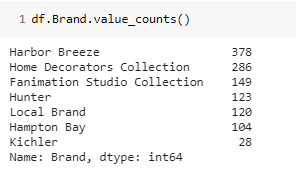 1 df.Brand.value_counts()
Harbor Breeze 378
Home Decorators Collection 286
Fanimation Studio Collection 149
Hunter 123
Local Brand 120
Hampton Bay 104
Kichler 28
Name: Brand, dtype: int64